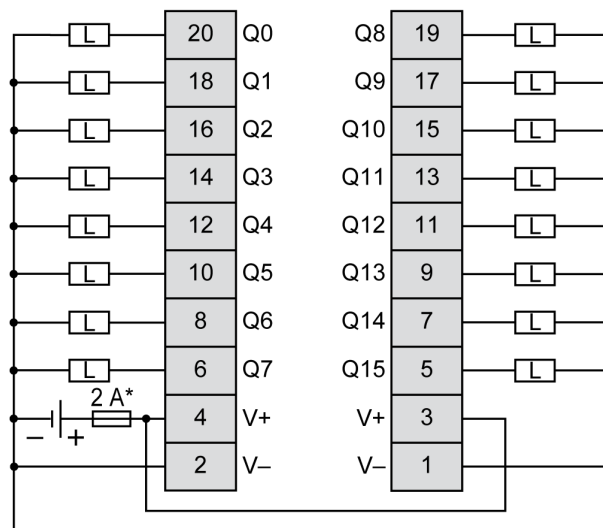 L 20 Q0 Q8 19 L
L 18 Q1 Q9 17 L
L 16 Q2 Q10 15 L
L 14 Q3 Q11 13 L
L 12 Q4 Q12 11 L
L 10 Q5 Q13 9 L
L 8 Q6 Q14 7 L
L 6 Q7 Q15 5 L
2 A*
– + 4 V+ V+ 3
2 V– V– 1